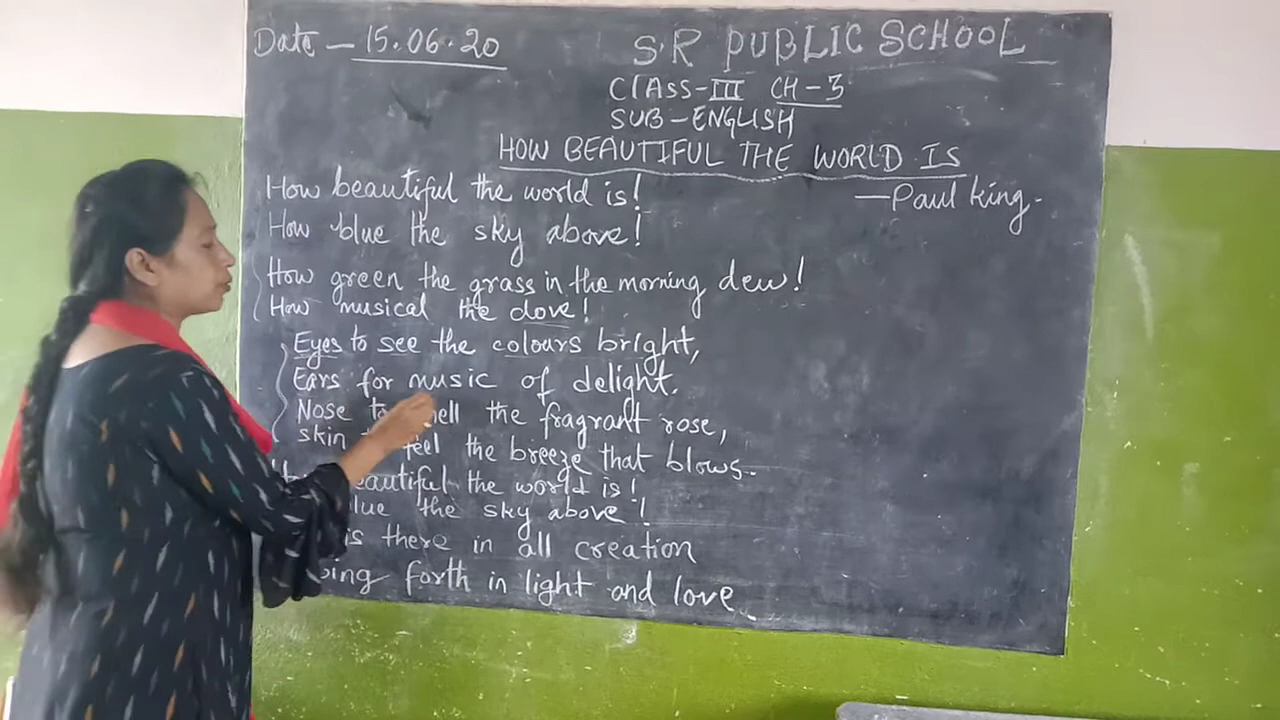 Date – 15.06.20
S.R PUBLIC SCHOOL
ClASS-III CH-3
SUB-ENGLISH
HOW BEAUTIFUL THE WORLD IS
—Paul King.
How beautiful the world is!
How blue the sky above!
How green the grass in the morning dew!
How musical the dove!
Eyes to see the colours bright,
Ears for music of delight.
Nose the fragrant rose,
skin feel the breeze that blows.
the world is!
the sky above!
is there in all creation
forth in light and love